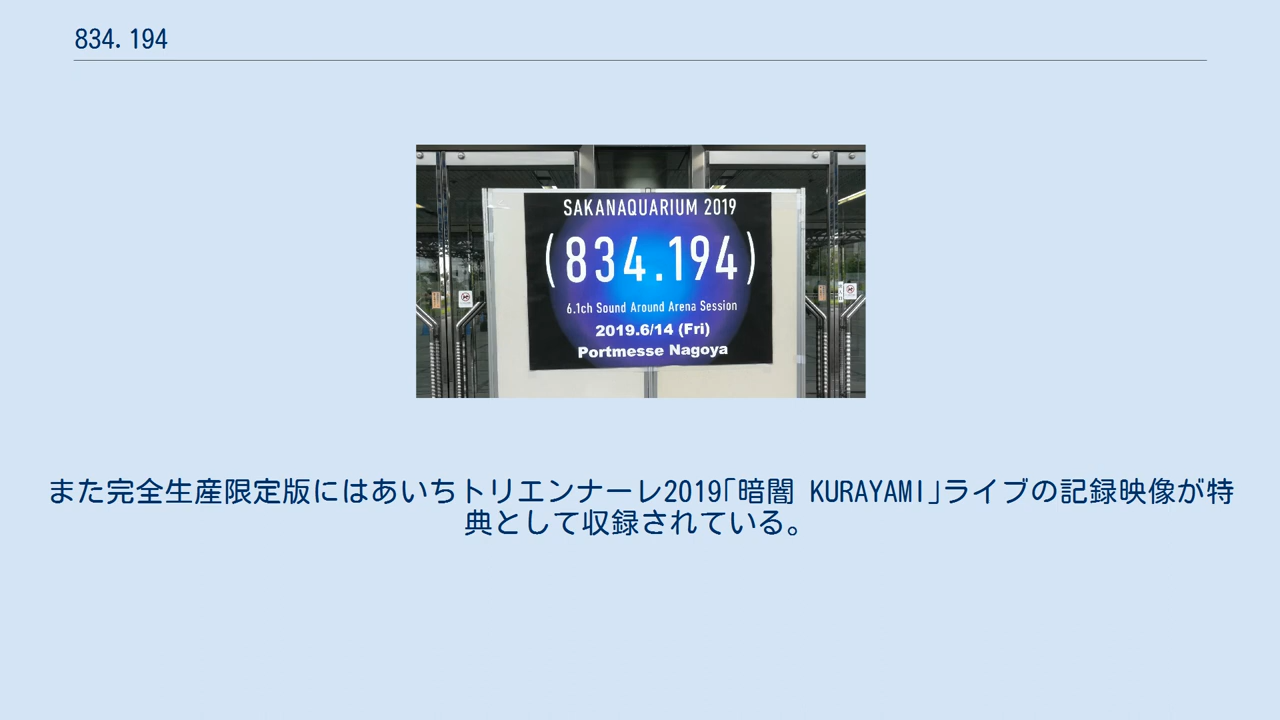 834.194
SAKANAQUARIUM 2019
(834.194)
6.1ch Sound Around Arena Session
2019.6/14 (Fri)
Portmesse Nagoya
また完全生産限定版にはあいちトリエンナーレ2019｢暗闇 KURAYAMI｣ライブの記録映像が特
典として収録されている。